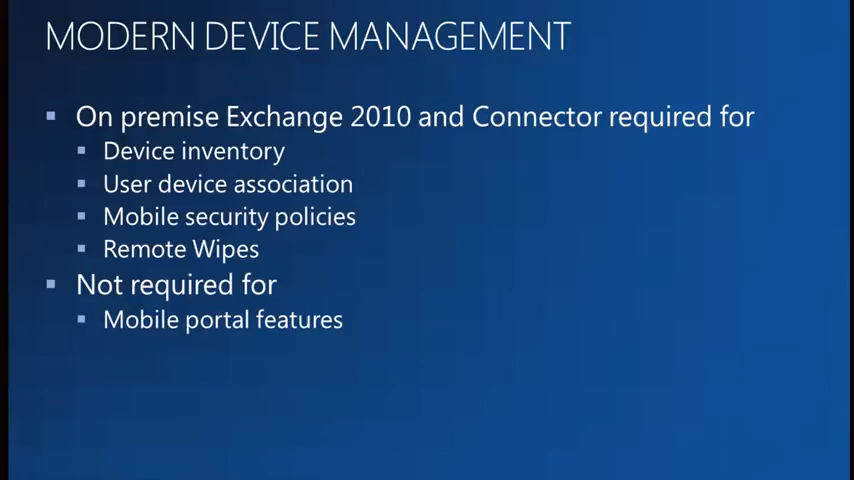 MODERN DEVICE MANAGEMENT
On premise Exchange 2010 and Connector required for
Device inventory
User device association
Mobile security policies
Remote Wipes
Not required for
Mobile portal features